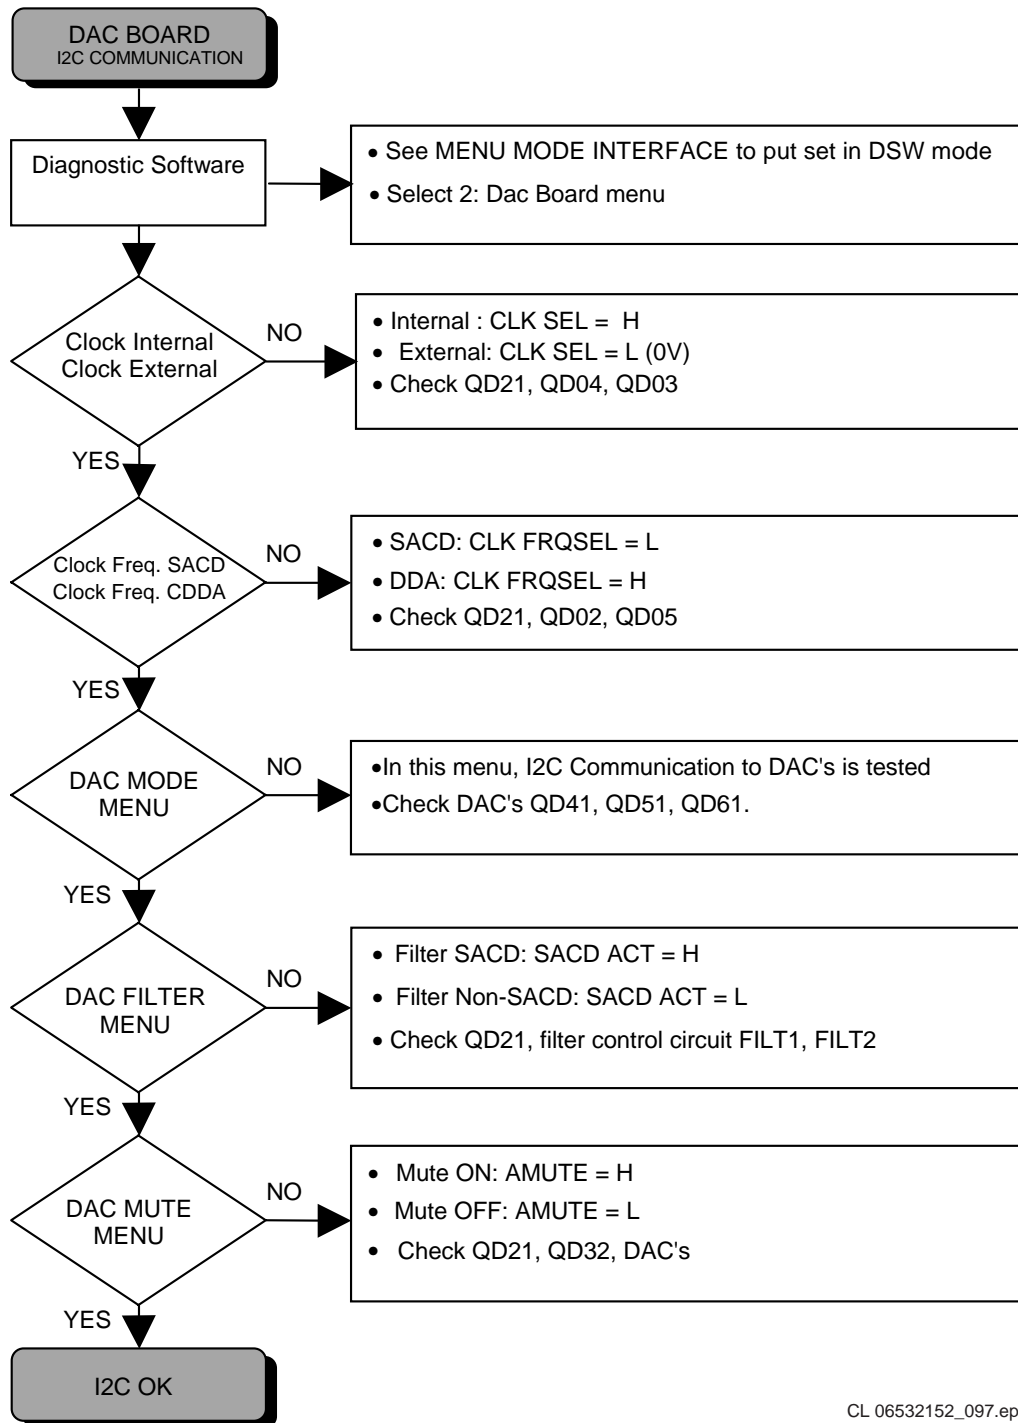 DAC BOARD
I2C COMMUNICATION
Diagnostic Software
• See MENU MODE INTERFACE to put set in DSW mode
• Select 2: Dac Board menu
Clock Internal
Clock External
NO
• Internal : CLK SEL = H
• External: CLK SEL = L (0V)
• Check QD21, QD04, QD03
YES
Clock Freq. SACD
Clock Freq. CDDA
NO
• SACD: CLK FRQSEL = L
• DDA: CLK FRQSEL = H
• Check QD21, QD02, QD05
YES
DAC MODE
MENU
NO
•In this menu, I2C Communication to DAC's is tested
•Check DAC's QD41, QD51, QD61.
YES
DAC FILTER
MENU
NO
• Filter SACD: SACD ACT = H
• Filter Non-SACD: SACD ACT = L
• Check QD21, filter control circuit FILT1, FILT2
YES
DAC MUTE
MENU
NO
• Mute ON: AMUTE = H
• Mute OFF: AMUTE = L
• Check QD21, QD32, DAC's
YES
I2C OK
CL 06532152_097.ep